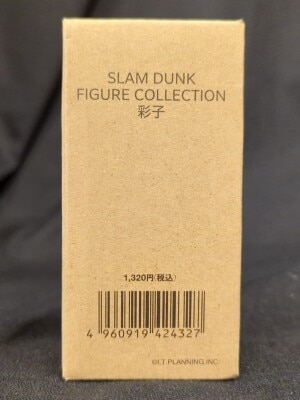 SLAM DUNK
FIGURE COLLECTION
彩子
1,320円(税込)
4 960919 424327
©I.T PLANNING,INC.